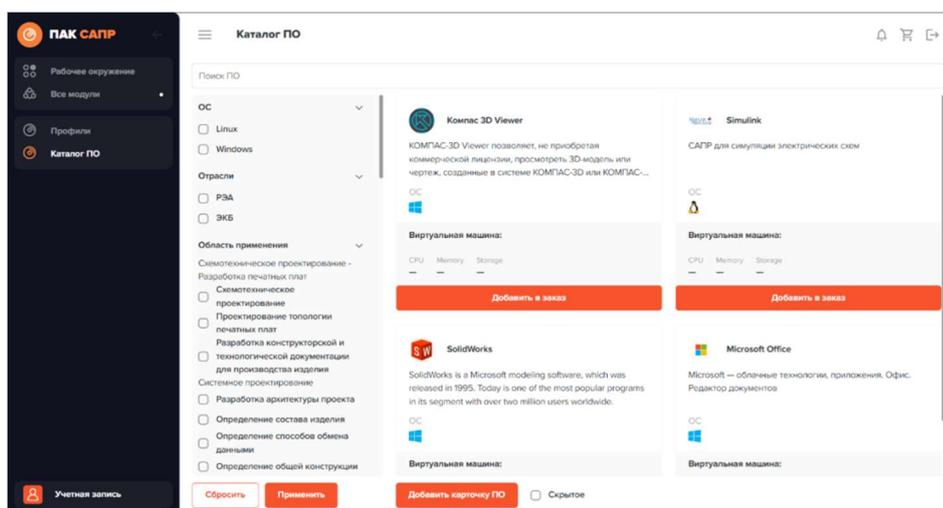 ПАК САПР
Рабочее окружение
Все модули
Профили
Каталог ПО
Учетная запись
Каталог ПО
Поиск ПО
ОС
Linux
Windows
Отрасли
РЭА
ЭКБ
Область применения
Схемотехническое проектирование -
Разработка печатных плат
Схемотехническое
проектирование
Проектирование топологии
печатных плат
Разработка конструкторской и
технологической документации
для производства изделия
Системное проектирование
Разработка архитектуры проекта
Определение состава изделия
Определение способов обмена
данными
Определение общей конструкции
Сбросить
Применить
Компас 3D Viewer
КОМПАС-3D Viewer позволяет, не приобретая
коммерческой лицензии, просмотреть 3D-модель или
чертеж, созданные в системе КОМПАС-3D или КОМПАС-...
ОС
Виртуальная машина:
CPU Memory Storage
— — —
Добавить в заказ
Simulink
САПР для симуляции электрических схем
ОС
Виртуальная машина:
CPU Memory Storage
— — —
Добавить в заказ
SW
SolidWorks
SolidWorks is a Microsoft modeling software, which was
released in 1995. Today is one of the most popular programs
in its segment with over two million users worldwide.
ОС
Виртуальная машина:
Microsoft Office
Microsoft — облачные технологии, приложения. Офис.
Редактор документов
ОС
Виртуальная машина:
Добавить карточку ПО
Скрытое